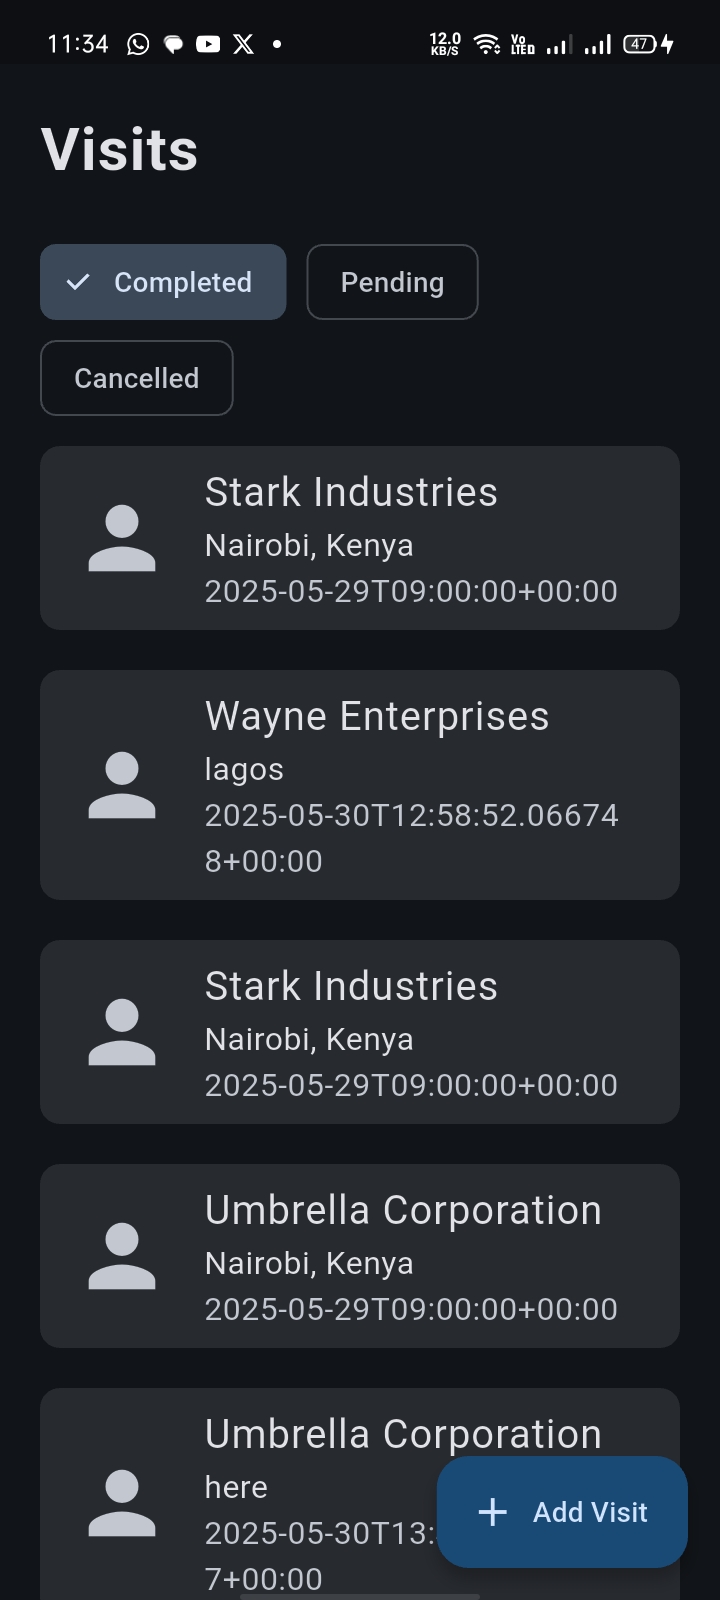 11:34 12.0 KB/S Vo LTED 47
Visits
Completed Pending
Cancelled
Stark Industries
Nairobi, Kenya
2025-05-29T09:00:00+00:00
Wayne Enterprises
lagos
2025-05-30T12:58:52.06674
8+00:00
Stark Industries
Nairobi, Kenya
2025-05-29T09:00:00+00:00
Umbrella Corporation
Nairobi, Kenya
2025-05-29T09:00:00+00:00
Umbrella Corporation
here
2025-05-30T13:
7+00:00
Add Visit